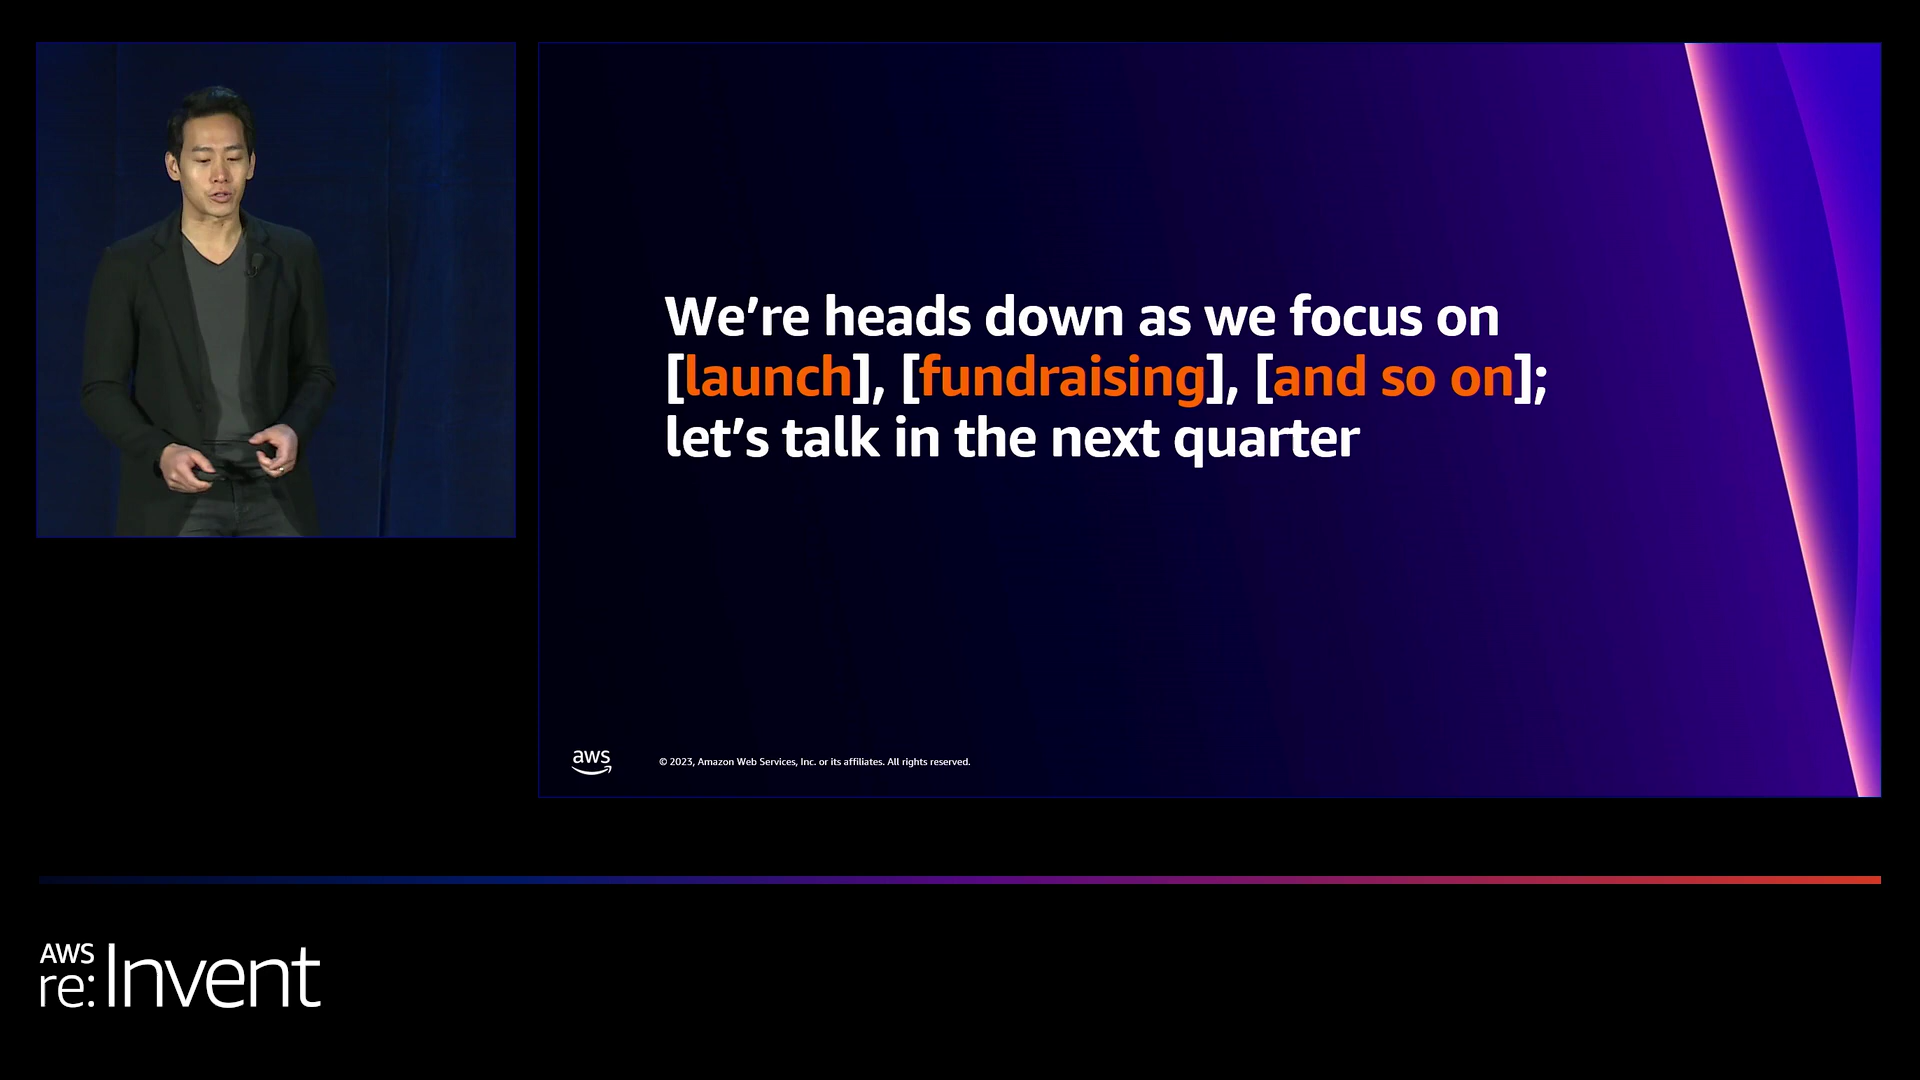 We’re heads down as we focus on
[launch], [fundraising], [and so on];
let’s talk in the next quarter
aws
© 2023, Amazon Web Services, Inc. or its affiliates. All rights reserved.
AWS
re:Invent